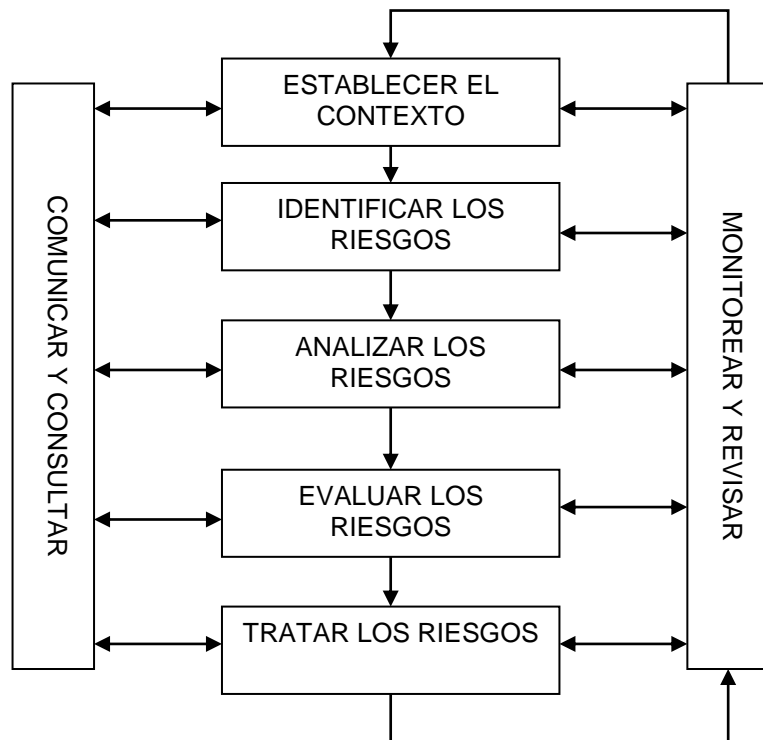 ESTABLECER EL
CONTEXTO
COMUNICAR Y CONSULTAR
IDENTIFICAR LOS
RIESGOS
MONITOREAR Y REVISAR
ANALIZAR LOS
RIESGOS
EVALUAR LOS
RIESGOS
TRATAR LOS RIESGOS